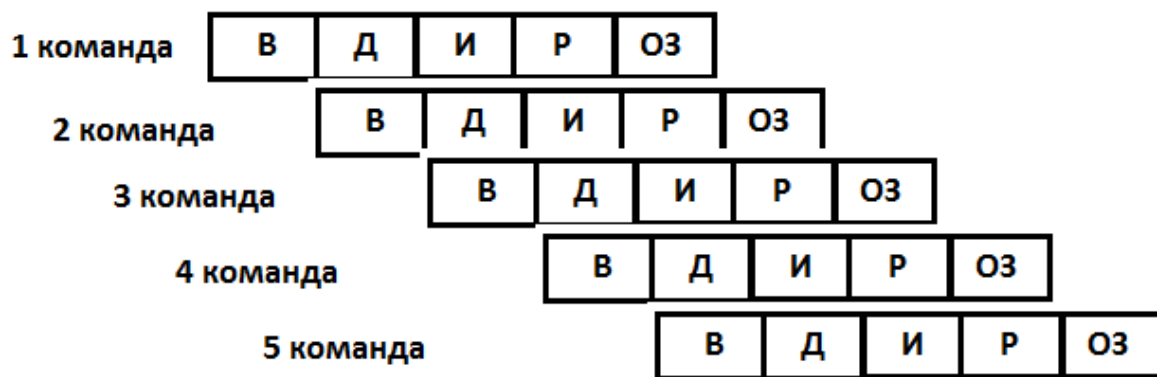 1 команда В Д И Р ОЗ
2 команда В Д И Р ОЗ
3 команда В Д И Р ОЗ
4 команда В Д И Р ОЗ
5 команда В Д И Р ОЗ